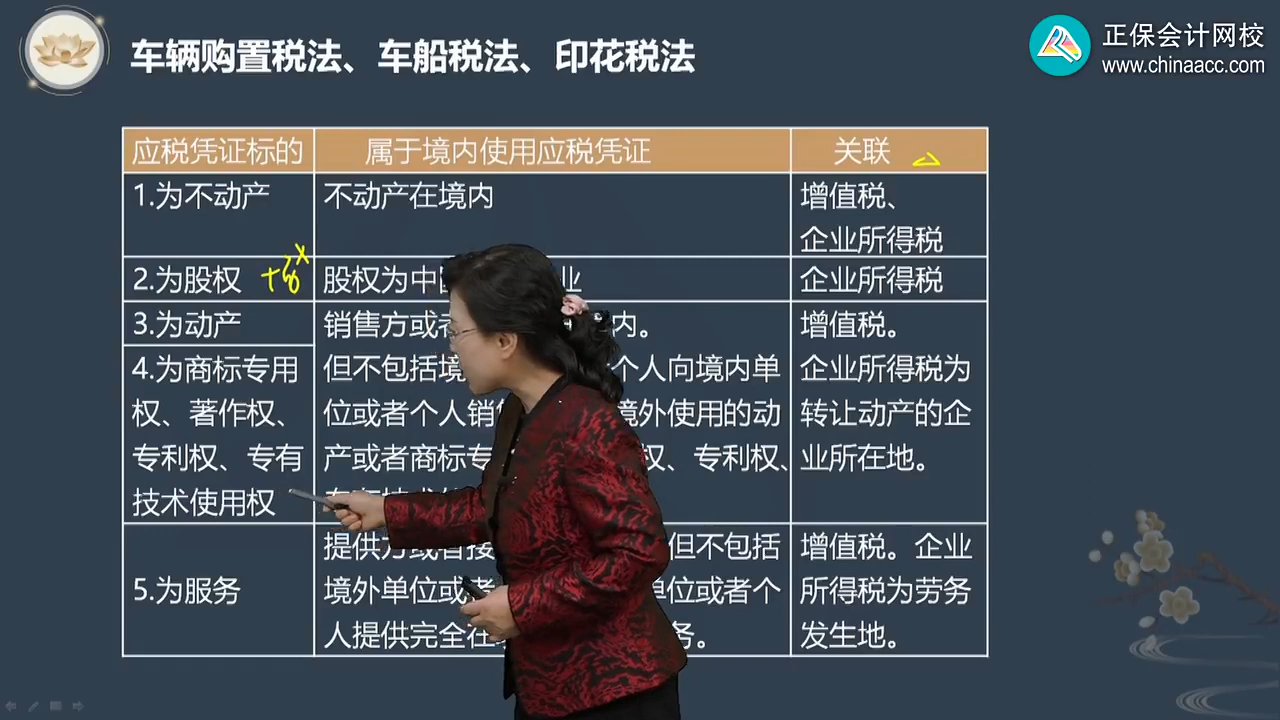 车辆购置税法、车船税法、印花税法
正保会计网校
www.chinaacc.com
应税凭证标的
属于境内使用应税凭证
关联
1.为不动产
不动产在境内
增值税、
企业所得税
2.为股权
股权为中
业
企业所得税
3.为动产
4.为商标专用
权、著作权、
专利权、专有
技术使用权
销售方或者
内。
但不包括境
个人向境内单
位或者个人销
境外使用的动
产或者商标专
权、专利权、
增值税。
企业所得税为
转让动产的企
业所在地。
5.为服务
提供方或者接
但不包括
境外单位或者
单位或者个
人提供完全在
务。
增值税。企业
所得税为劳务
发生地。